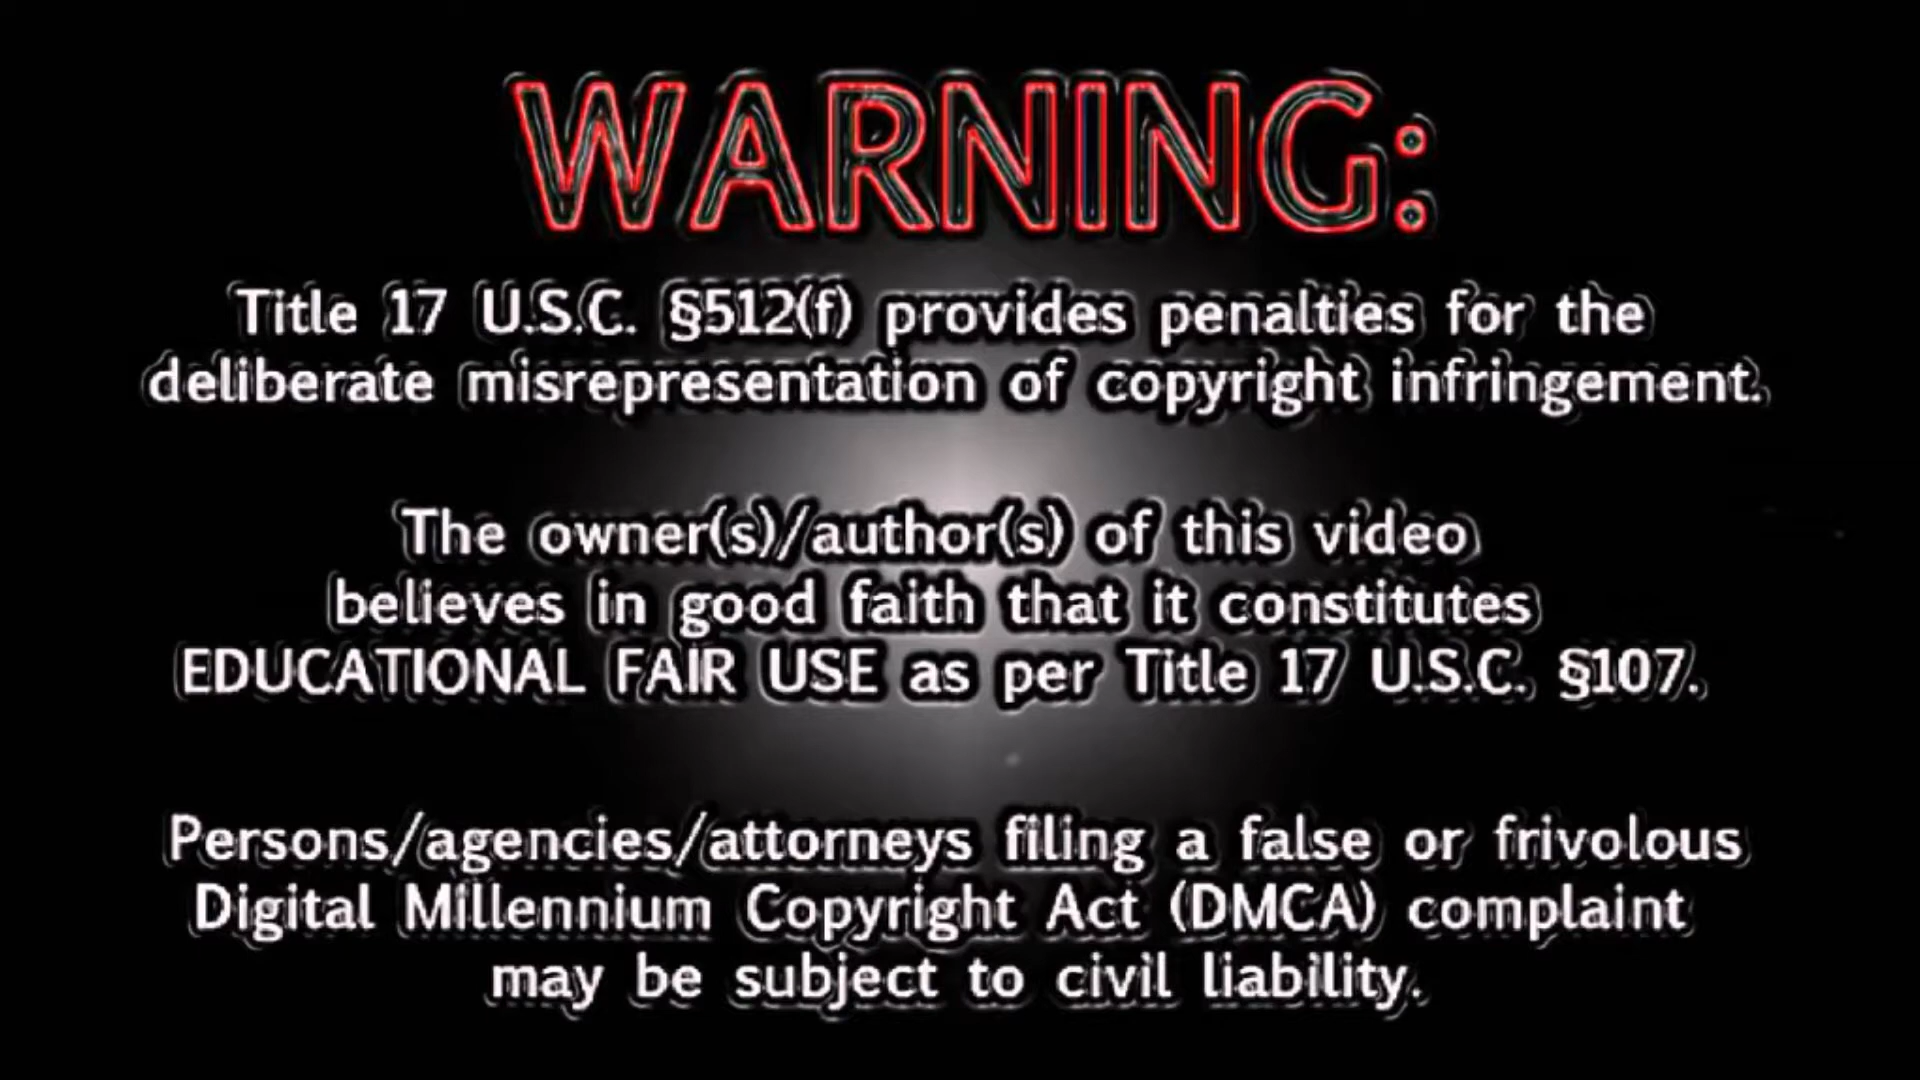 WARNING:
Title 17 U.S.C. §512(f) provides penalties for the
deliberate misrepresentation of copyright infringement.
The owner(s)/author(s) of this video
believes in good faith that it constitutes
EDUCATIONAL FAIR USE as per Title 17 U.S.C. §107.
Persons/agencies/attorneys filing a false or frivolous
Digital Millennium Copyright Act (DMCA) complaint
may be subject to civil liability.